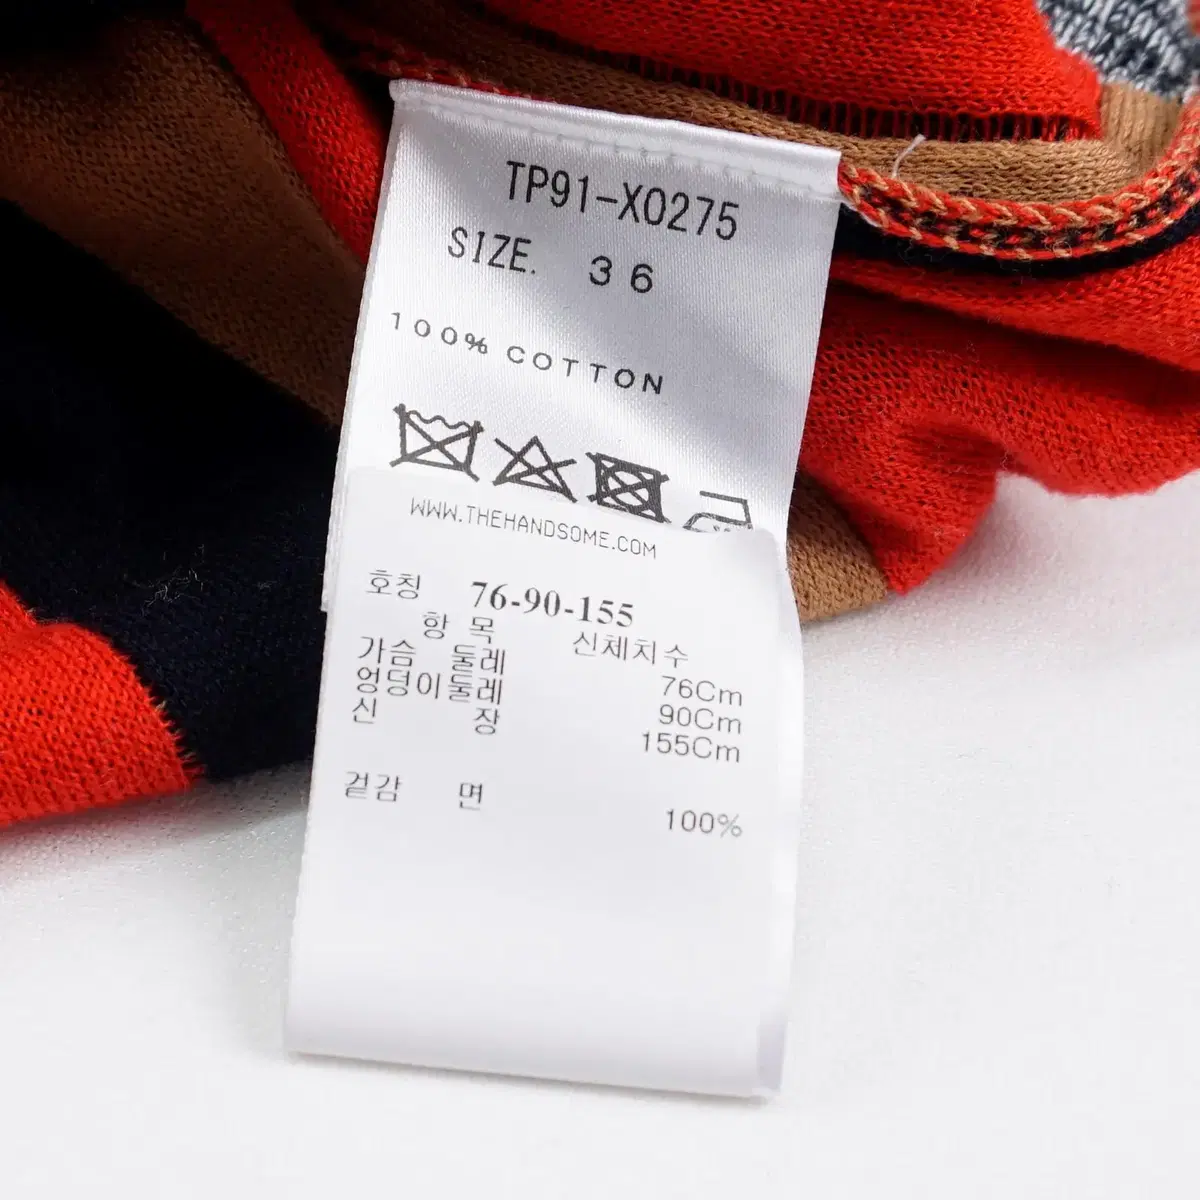 TP91-X0275
SIZE. 36
100% COTTON
WWW.THEHANDSOME.COM
호칭 76-90-155
항 목 신체치수
가슴 둘레 76Cm
엉덩이둘레 90Cm
신 장 155Cm
겉감 면 100%